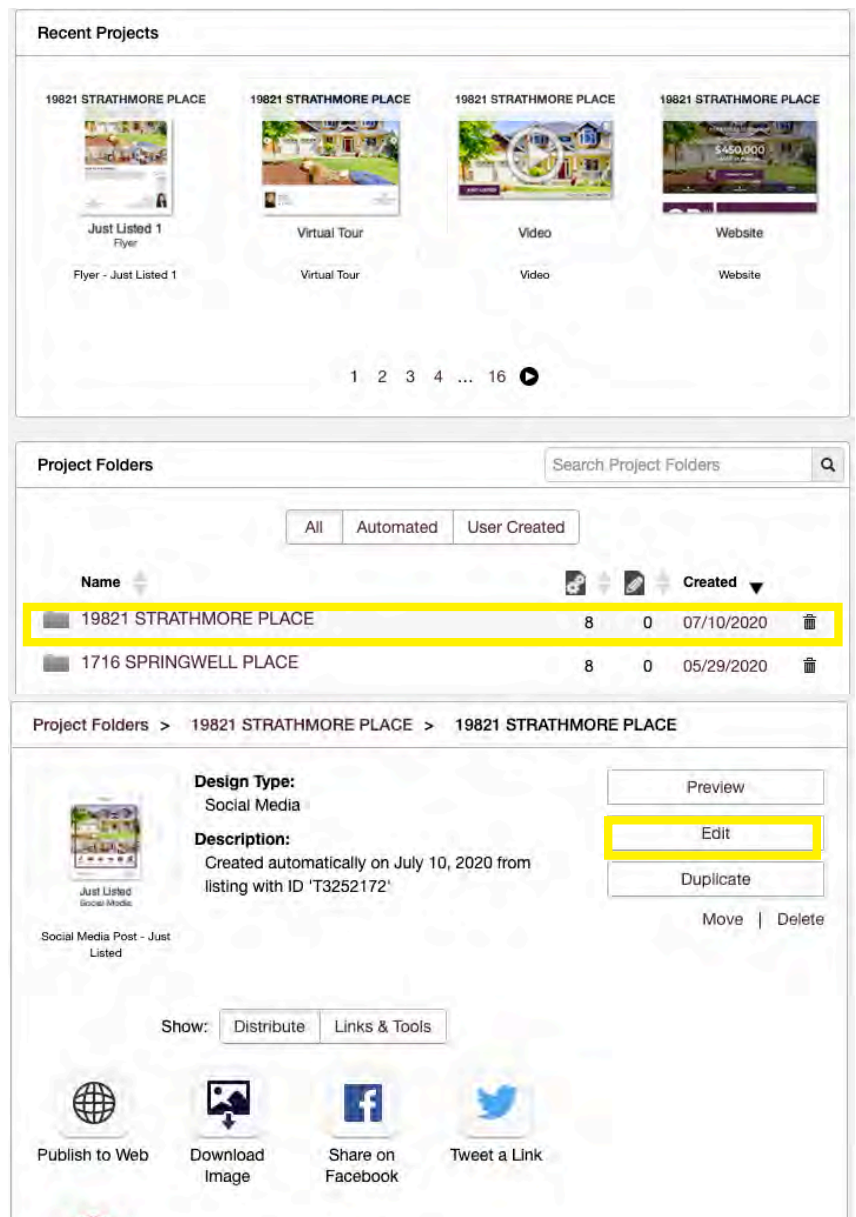 Recent Projects
19821 STRATHMORE PLACE 19821 STRATHMORE PLACE 19821 STRATHMORE PLACE 19821 STRATHMORE PLACE
$450,000
JUST LISTED
Just Listed 1 Virtual Tour Video Website
Flyer
Flyer - Just Listed 1 Virtual Tour Video Website
1 2 3 4 ... 16
Project Folders Search Project Folders
All Automated User Created
Name Created
19821 STRATHMORE PLACE 8 0 07/10/2020
1716 SPRINGWELL PLACE 8 0 05/29/2020
Project Folders > 19821 STRATHMORE PLACE > 19821 STRATHMORE PLACE
Design Type:
Social Media
Preview
Description:
Edit
Created automatically on July 10, 2020 from
listing with ID 'T3252172'
Duplicate
Just Listed
Social Media
Move | Delete
Social Media Post - Just
Listed
Show: Distribute Links & Tools
Publish to Web Download Share on Tweet a Link
Image Facebook